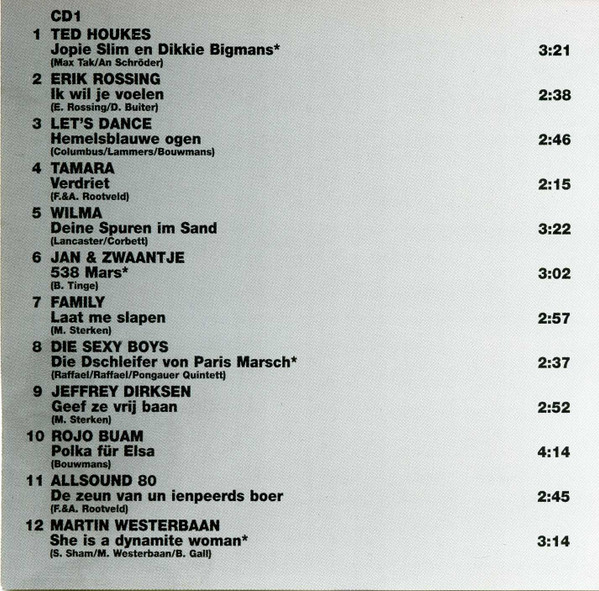 CD1
1 TED HOUKES
Jopie Slim en Dikkie Bigmans* 3:21
(Max Tak/An Schröder)
2 ERIK ROSSING
Ik wil je voelen 2:38
(E. Rossing/D. Buiter)
3 LET'S DANCE
Hemelsblauwe ogen 2:46
(Columbus/Lammers/Bouwmans)
4 TAMARA
Verdriet 2:15
(F.&A. Rootveld)
5 WILMA
Deine Spuren im Sand 3:22
(Lancaster/Corbett)
6 JAN & ZWAANTJE
538 Mars* 3:02
(B. Tinge)
7 FAMILY
Laat me slapen 2:57
(M. Sterken)
8 DIE SEXY BOYS
Die Dschleifer von Paris Marsch* 2:37
(Raffael/Raffael/Pongauer Quintett)
9 JEFFREY DIRKSEN
Geef ze vrij baan 2:52
(M. Sterken)
10 ROJO BUAM
Polka für Elsa 4:14
(Bouwmans)
11 ALLSOUND 80
De zeun van un ienpeerds boer 2:45
(F.&A. Rootveld)
12 MARTIN WESTERBAAN
She is a dynamite woman* 3:14
(S. Sham/M. Westerbaan/B. Gall)